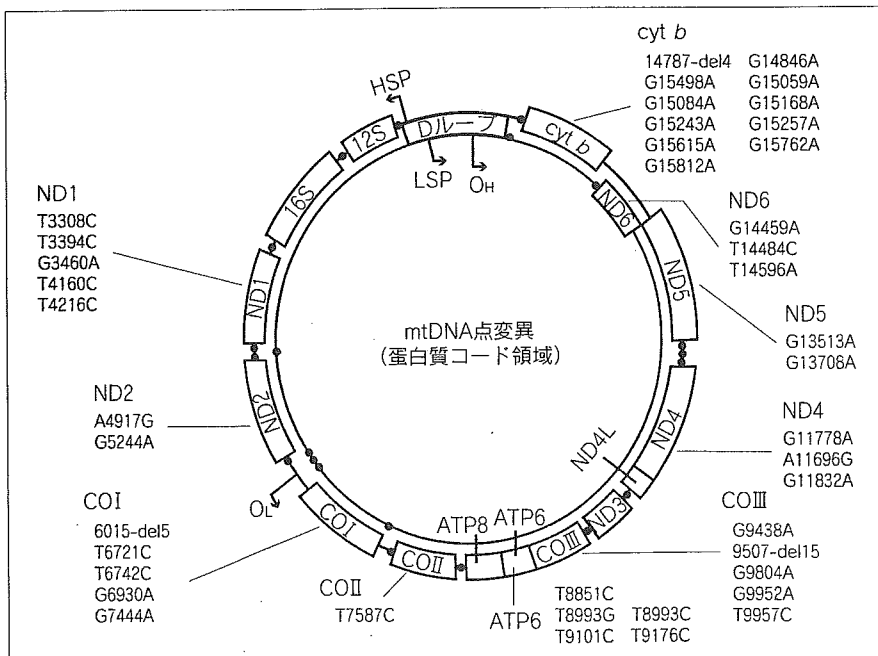 cyt b
14787-del4 G14846A
G15498A G15059A
G15084A G15168A
G15243A G15257A
G15615A G15762A
G15812A
HSP
12S
Dループ
cyt b
LSP
OH
16S
ND6
ND6
G14459A
T14484C
T14596A
ND1
T3308C
T3394C
G3460A
T4160C
T4216C
ND1
ND5
ND5
G13513A
G13708A
mtDNA点変異
(蛋白質コード領域)
ND2
A4917G
G5244A
ND2
ND4
ND4
G11778A
A11696G
G11832A
ND4L
OL
COI
6015-del5
T6721C
T6742C
G6930A
G7444A
COI
COII
COII
T7587C
ATP8
ATP6
COIII
ND3
ATP6
T8851C
T8993G T8993C
T9101C T9176C
COIII
G9438A
9507-del15
G9804A
G9952A
T9957C